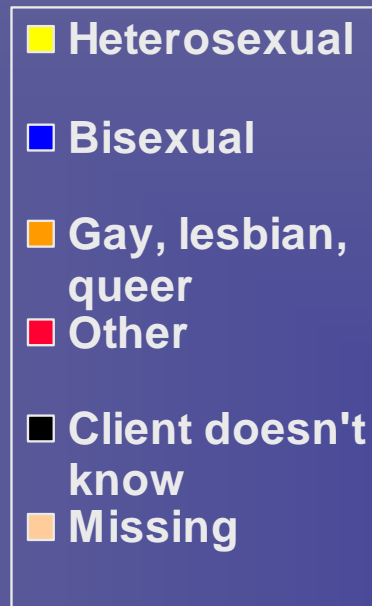 Heterosexual
Bisexual
Gay, lesbian,
queer
Other
Client doesn't
know
Missing